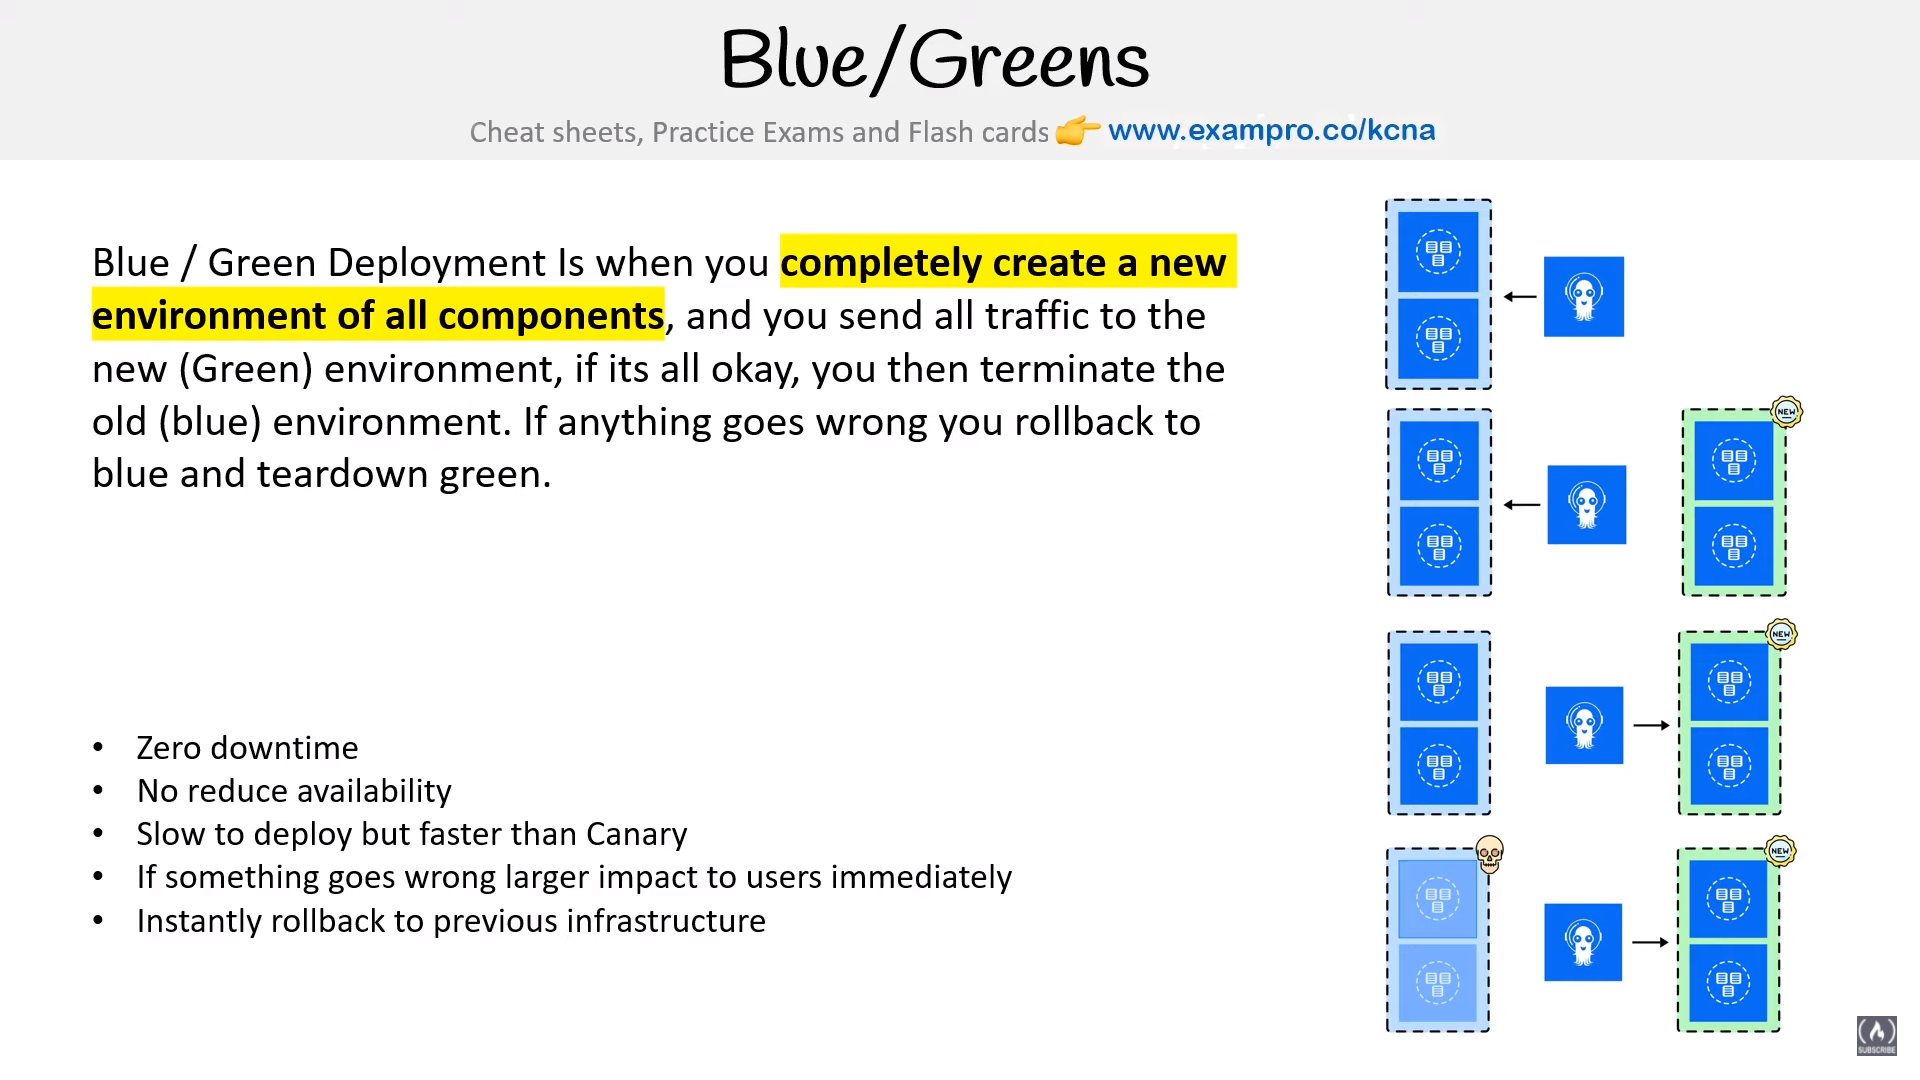 Blue/Greens
Cheat sheets, Practice Exams and Flash cards 👉 www.exampro.co/kcna
Blue / Green Deployment Is when you completely create a new
environment of all components, and you send all traffic to the
new (Green) environment, if its all okay, you then terminate the
old (blue) environment. If anything goes wrong you rollback to
blue and teardown green.
• Zero downtime
• No reduce availability
• Slow to deploy but faster than Canary
• If something goes wrong larger impact to users immediately
• Instantly rollback to previous infrastructure
NEW
NEW
NEW
SUBSCRIBE